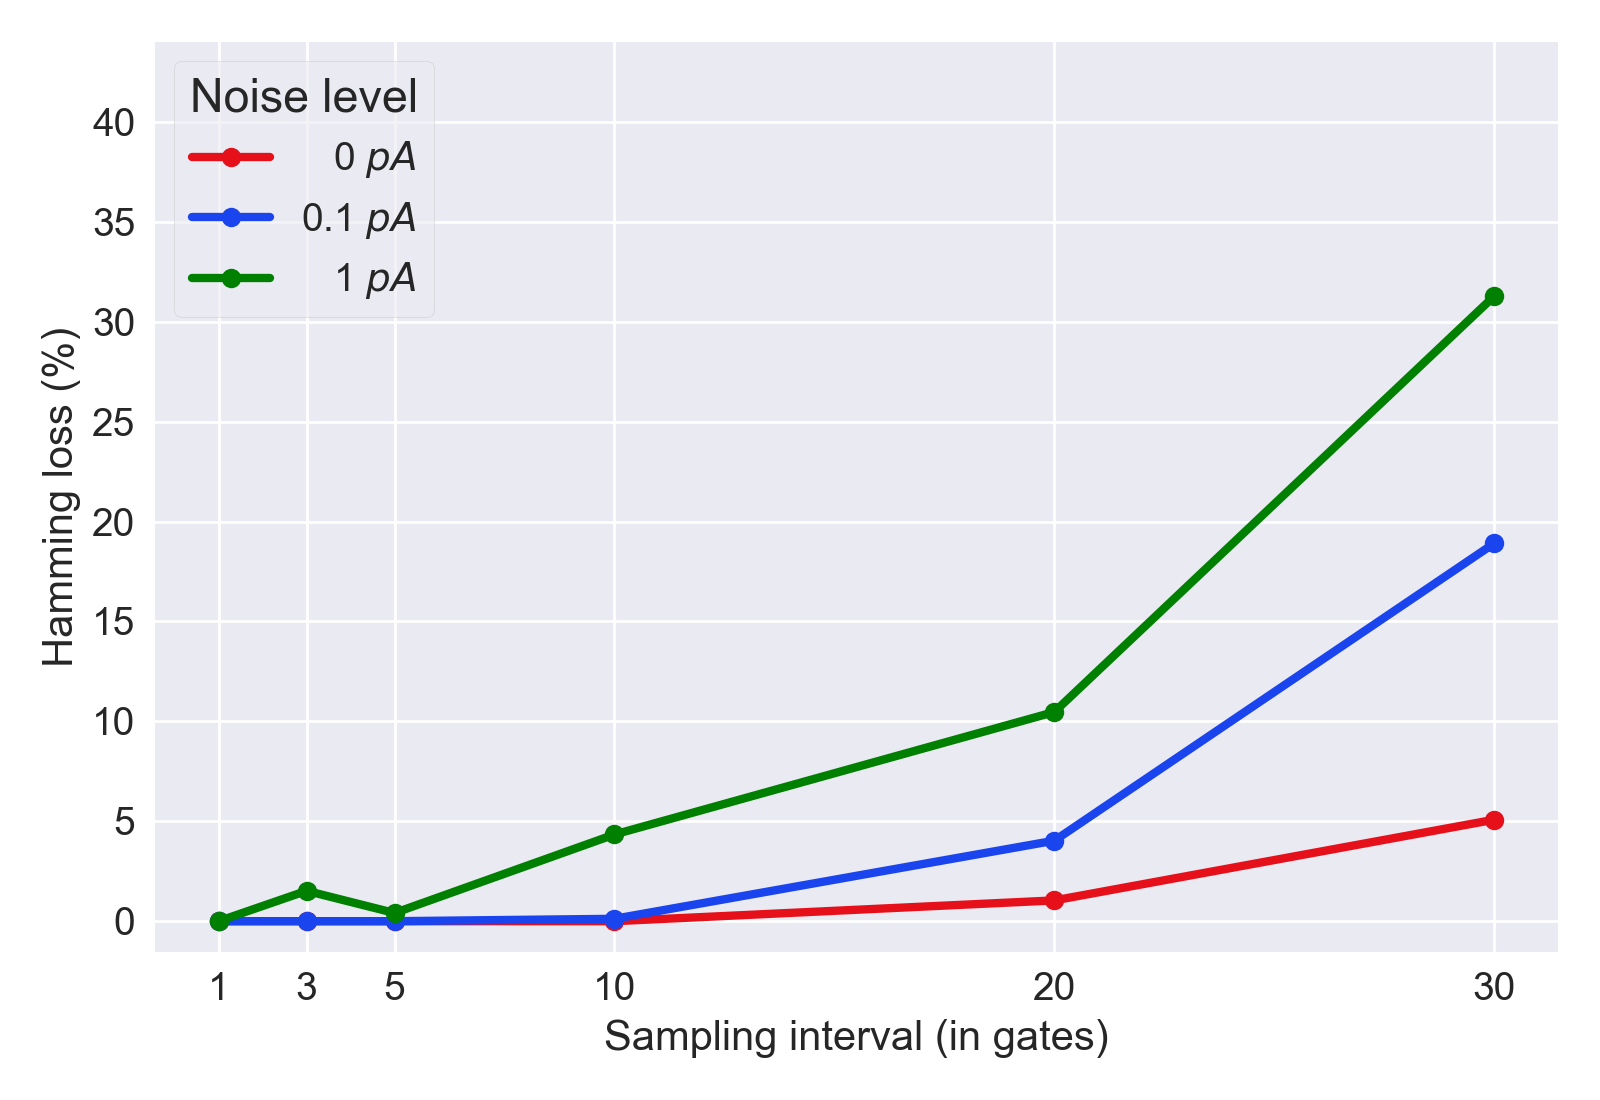 Noise level
0 pA
0.1 pA
1 pA
40
35
30
25
20
15
10
5
0
Hamming loss (%)
1 3 5 10 20 30
Sampling interval (in gates)